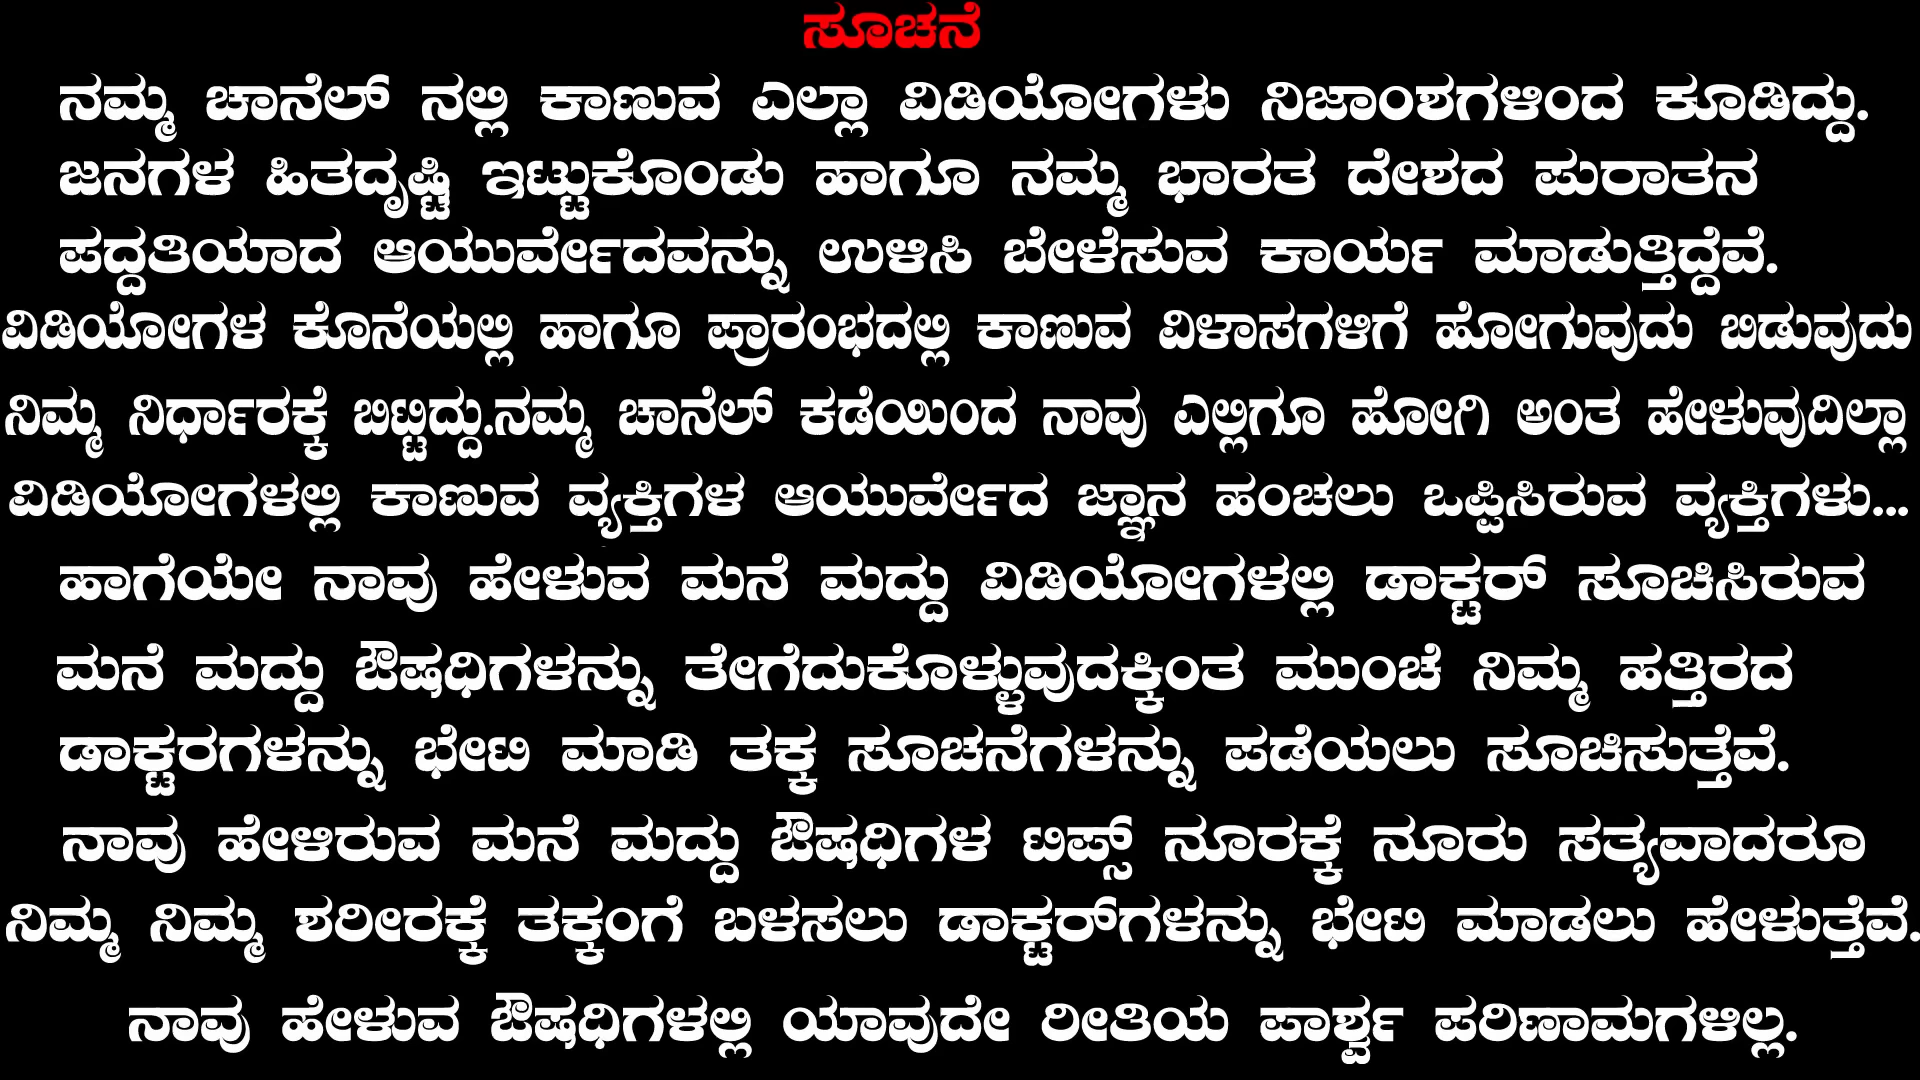 ಸೂಚನೆ
ನಮ್ಮ ಚಾನೆಲ್ ನಲ್ಲಿ ಕಾಣುವ ಎಲ್ಲಾ ವಿಡಿಯೋಗಳು ನಿಜಾಂಶಗಳಿಂದ ಕೂಡಿದ್ದು.
ಜನಗಳ ಹಿತದೃಷ್ಟಿ ಇಟ್ಟುಕೊಂಡು ಹಾಗೂ ನಮ್ಮ ಭಾರತ ದೇಶದ ಪುರಾತನ
ಪದ್ದತಿಯಾದ ಆಯುರ್ವೇದವನ್ನು ಉಳಿಸಿ ಬೇಳೆಸುವ ಕಾರ್ಯ ಮಾಡುತ್ತಿದ್ದೆವೆ.
ವಿಡಿಯೋಗಳ ಕೊನೆಯಲ್ಲಿ ಹಾಗೂ ಪ್ರಾರಂಭದಲ್ಲಿ ಕಾಣುವ ವಿಳಾಸಗಳಿಗೆ ಹೋಗುವುದು ಬಿಡುವುದು
ನಿಮ್ಮ ನಿರ್ಧಾರಕ್ಕೆ ಬಿಟ್ಟಿದ್ದು.ನಮ್ಮ ಚಾನೆಲ್ ಕಡೆಯಿಂದ ನಾವು ಎಲ್ಲಿಗೂ ಹೋಗಿ ಅಂತ ಹೇಳುವುದಿಲ್ಲಾ
ವಿಡಿಯೋಗಳಲ್ಲಿ ಕಾಣುವ ವ್ಯಕ್ತಿಗಳ ಆಯುರ್ವೇದ ಜ್ಞಾನ ಹಂಚಲು ಒಪ್ಪಿಸಿರುವ ವ್ಯಕ್ತಿಗಳು...
ಹಾಗೆಯೇ ನಾವು ಹೇಳುವ ಮನೆ ಮದ್ದು ವಿಡಿಯೋಗಳಲ್ಲಿ ಡಾಕ್ಟರ್ ಸೂಚಿಸಿರುವ
ಮನೆ ಮದ್ದು ಔಷಧಿಗಳನ್ನು ತೇಗೆದುಕೊಳ್ಳುವುದಕ್ಕಿಂತ ಮುಂಚೆ ನಿಮ್ಮ ಹತ್ತಿರದ
ಡಾಕ್ಟರಗಳನ್ನು ಭೇಟಿ ಮಾಡಿ ತಕ್ಕ ಸೂಚನೆಗಳನ್ನು ಪಡೆಯಲು ಸೂಚಿಸುತ್ತೆವೆ.
ನಾವು ಹೇಳಿರುವ ಮನೆ ಮದ್ದು ಔಷಧಿಗಳ ಟಿಪ್ಸ್ ನೂರಕ್ಕೆ ನೂರು ಸತ್ಯವಾದರೂ
ನಿಮ್ಮ ನಿಮ್ಮ ಶರೀರಕ್ಕೆ ತಕ್ಕಂಗೆ ಬಳಸಲು ಡಾಕ್ಟರ್‌ಗಳನ್ನು ಭೇಟಿ ಮಾಡಲು ಹೇಳುತ್ತೆವೆ.
ನಾವು ಹೇಳುವ ಔಷಧಿಗಳಲ್ಲಿ ಯಾವುದೇ ರೀತಿಯ ಪಾರ್ಶ್ವ ಪರಿಣಾಮಗಳಿಲ್ಲ.